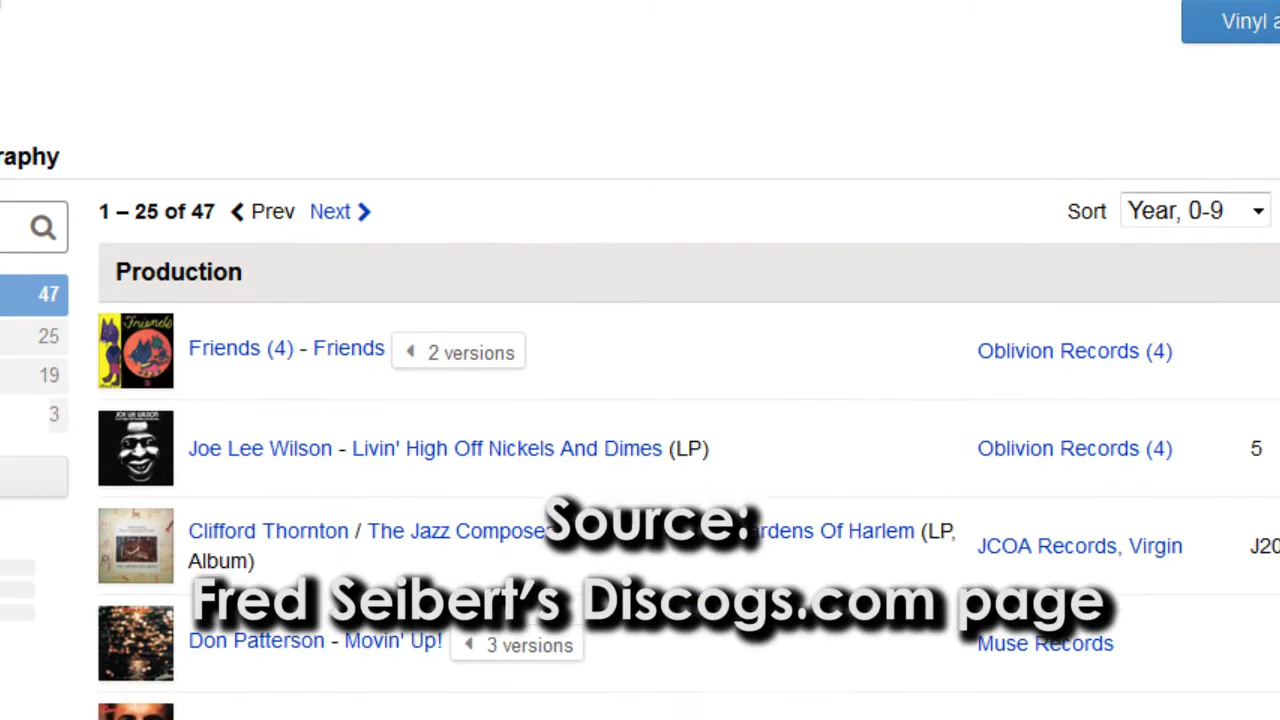 Vinyl a
raphy
1 – 25 of 47 Prev Next
Sort Year, 0-9
47
Production
25
Friends (4) - Friends 2 versions Oblivion Records (4)
19
3
Joe Lee Wilson - Livin' High Off Nickels And Dimes (LP) Oblivion Records (4) 5
Source:
Clifford Thornton / The Jazz Compose rdens Of Harlem (LP,
Album) JCOA Records, Virgin J20
Fred Seibert's Discogs.com page
Don Patterson - Movin' Up! 3 versions Muse Records